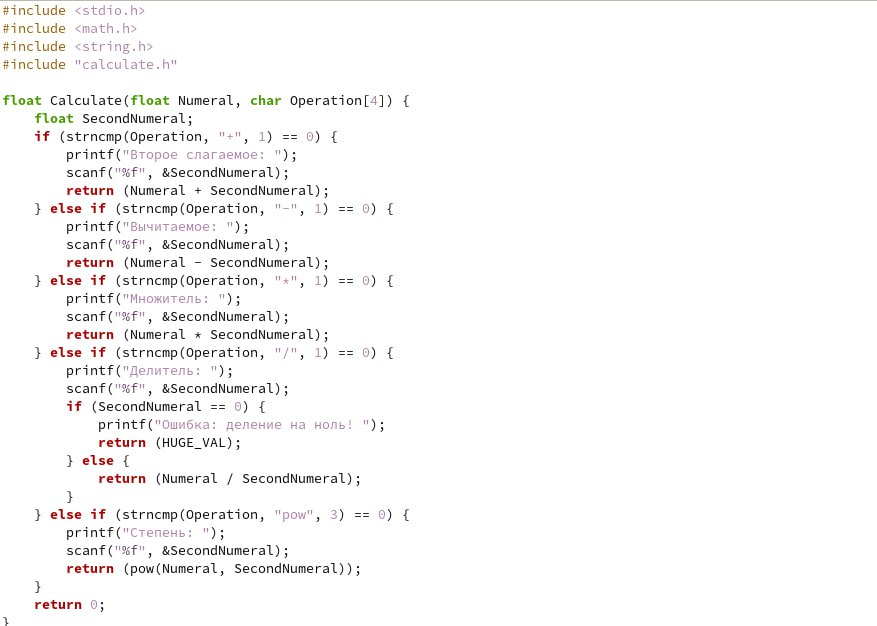 #include <stdio.h>
#include <math.h>
#include <string.h>
#include "calculate.h"

float Calculate(float Numeral, char Operation[4]) {
    float SecondNumeral;
    if (strncmp(Operation, "+", 1) == 0) {
        printf("Второе слагаемое: ");
        scanf("%f", &SecondNumeral);
        return (Numeral + SecondNumeral);
    } else if (strncmp(Operation, "-", 1) == 0) {
        printf("Вычитаемое: ");
        scanf("%f", &SecondNumeral);
        return (Numeral - SecondNumeral);
    } else if (strncmp(Operation, "*", 1) == 0) {
        printf("Множитель: ");
        scanf("%f", &SecondNumeral);
        return (Numeral * SecondNumeral);
    } else if (strncmp(Operation, "/", 1) == 0) {
        printf("Делитель: ");
        scanf("%f", &SecondNumeral);
        if (SecondNumeral == 0) {
            printf("Ошибка: деление на ноль! ");
            return (HUGE_VAL);
        } else {
            return (Numeral / SecondNumeral);
        }
    } else if (strncmp(Operation, "pow", 3) == 0) {
        printf("Степень: ");
        scanf("%f", &SecondNumeral);
        return (pow(Numeral, SecondNumeral));
    }
    return 0;
}